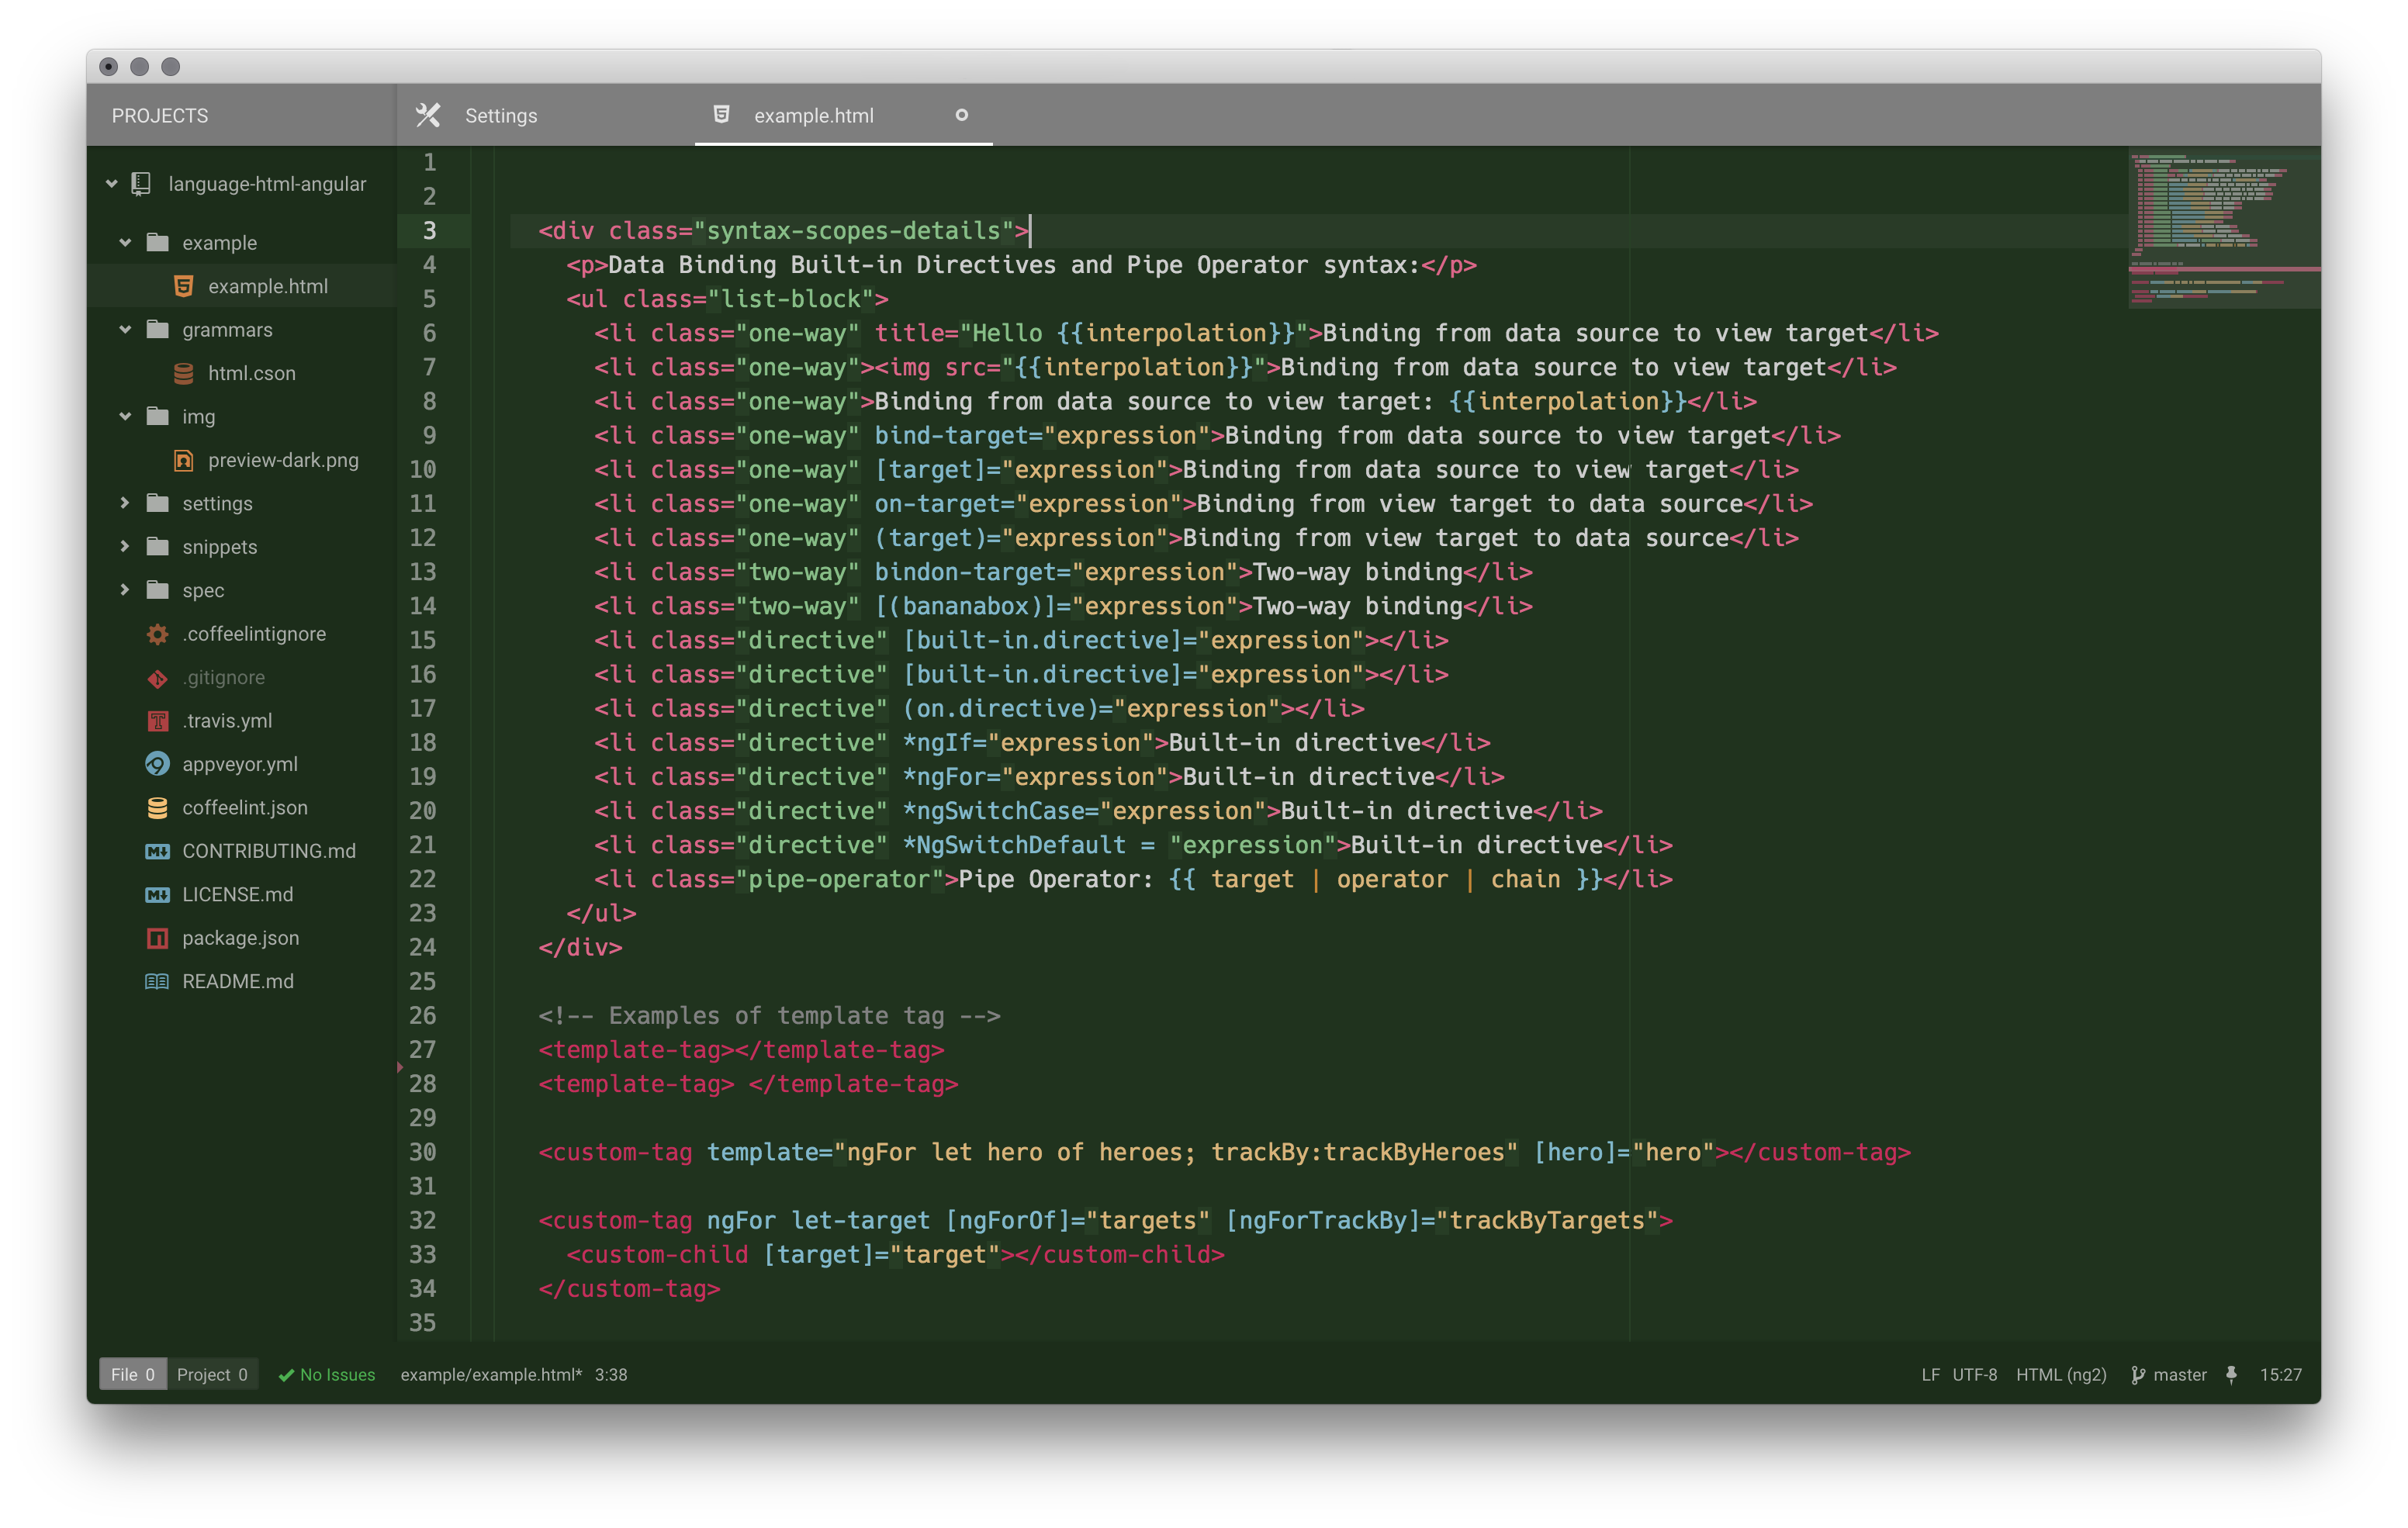 PROJECTS
Settings
example.html
language-html-angular
example
example.html
grammars
html.cson
img
preview-dark.png
settings
snippets
spec
.coffeelintignore
.gitignore
.travis.yml
appveyor.yml
coffeelint.json
CONTRIBUTING.md
LICENSE.md
package.json
README.md
1
2
3 <div class="syntax-scopes-details">
4 <p>Data Binding Built-in Directives and Pipe Operator syntax:</p>
5 <ul class="list-block">
6 <li class="one-way" title="Hello {{interpolation}}">Binding from data source to view target</li>
7 <li class="one-way"><img src="{{interpolation}}">Binding from data source to view target</li>
8 <li class="one-way">Binding from data source to view target: {{interpolation}}</li>
9 <li class="one-way" bind-target="expression">Binding from data source to view target</li>
10 <li class="one-way" [target]="expression">Binding from data source to view target</li>
11 <li class="one-way" on-target="expression">Binding from view target to data source</li>
12 <li class="one-way" (target)="expression">Binding from view target to data source</li>
13 <li class="two-way" bindon-target="expression">Two-way binding</li>
14 <li class="two-way" [(bananabox)]="expression">Two-way binding</li>
15 <li class="directive" [built-in.directive]="expression"></li>
16 <li class="directive" [built-in.directive]="expression"></li>
17 <li class="directive" (on.directive)="expression"></li>
18 <li class="directive" *ngIf="expression">Built-in directive</li>
19 <li class="directive" *ngFor="expression">Built-in directive</li>
20 <li class="directive" *ngSwitchCase="expression">Built-in directive</li>
21 <li class="directive" *NgSwitchDefault = "expression">Built-in directive</li>
22 <li class="pipe-operator">Pipe Operator: {{ target | operator | chain }}</li>
23 </ul>
24 </div>
25
26 <!-- Examples of template tag -->
27 <template-tag></template-tag>
28 <template-tag> </template-tag>
29
30 <custom-tag template="ngFor let hero of heroes; trackBy:trackByHeroes" [hero]="hero"></custom-tag>
31
32 <custom-tag ngFor let-target [ngForOf]="targets" [ngForTrackBy]="trackByTargets">
33 <custom-child [target]="target"></custom-child>
34 </custom-tag>
35
File 0 Project 0 No Issues example/example.html* 3:38 LF UTF-8 HTML (ng2) master 15:27